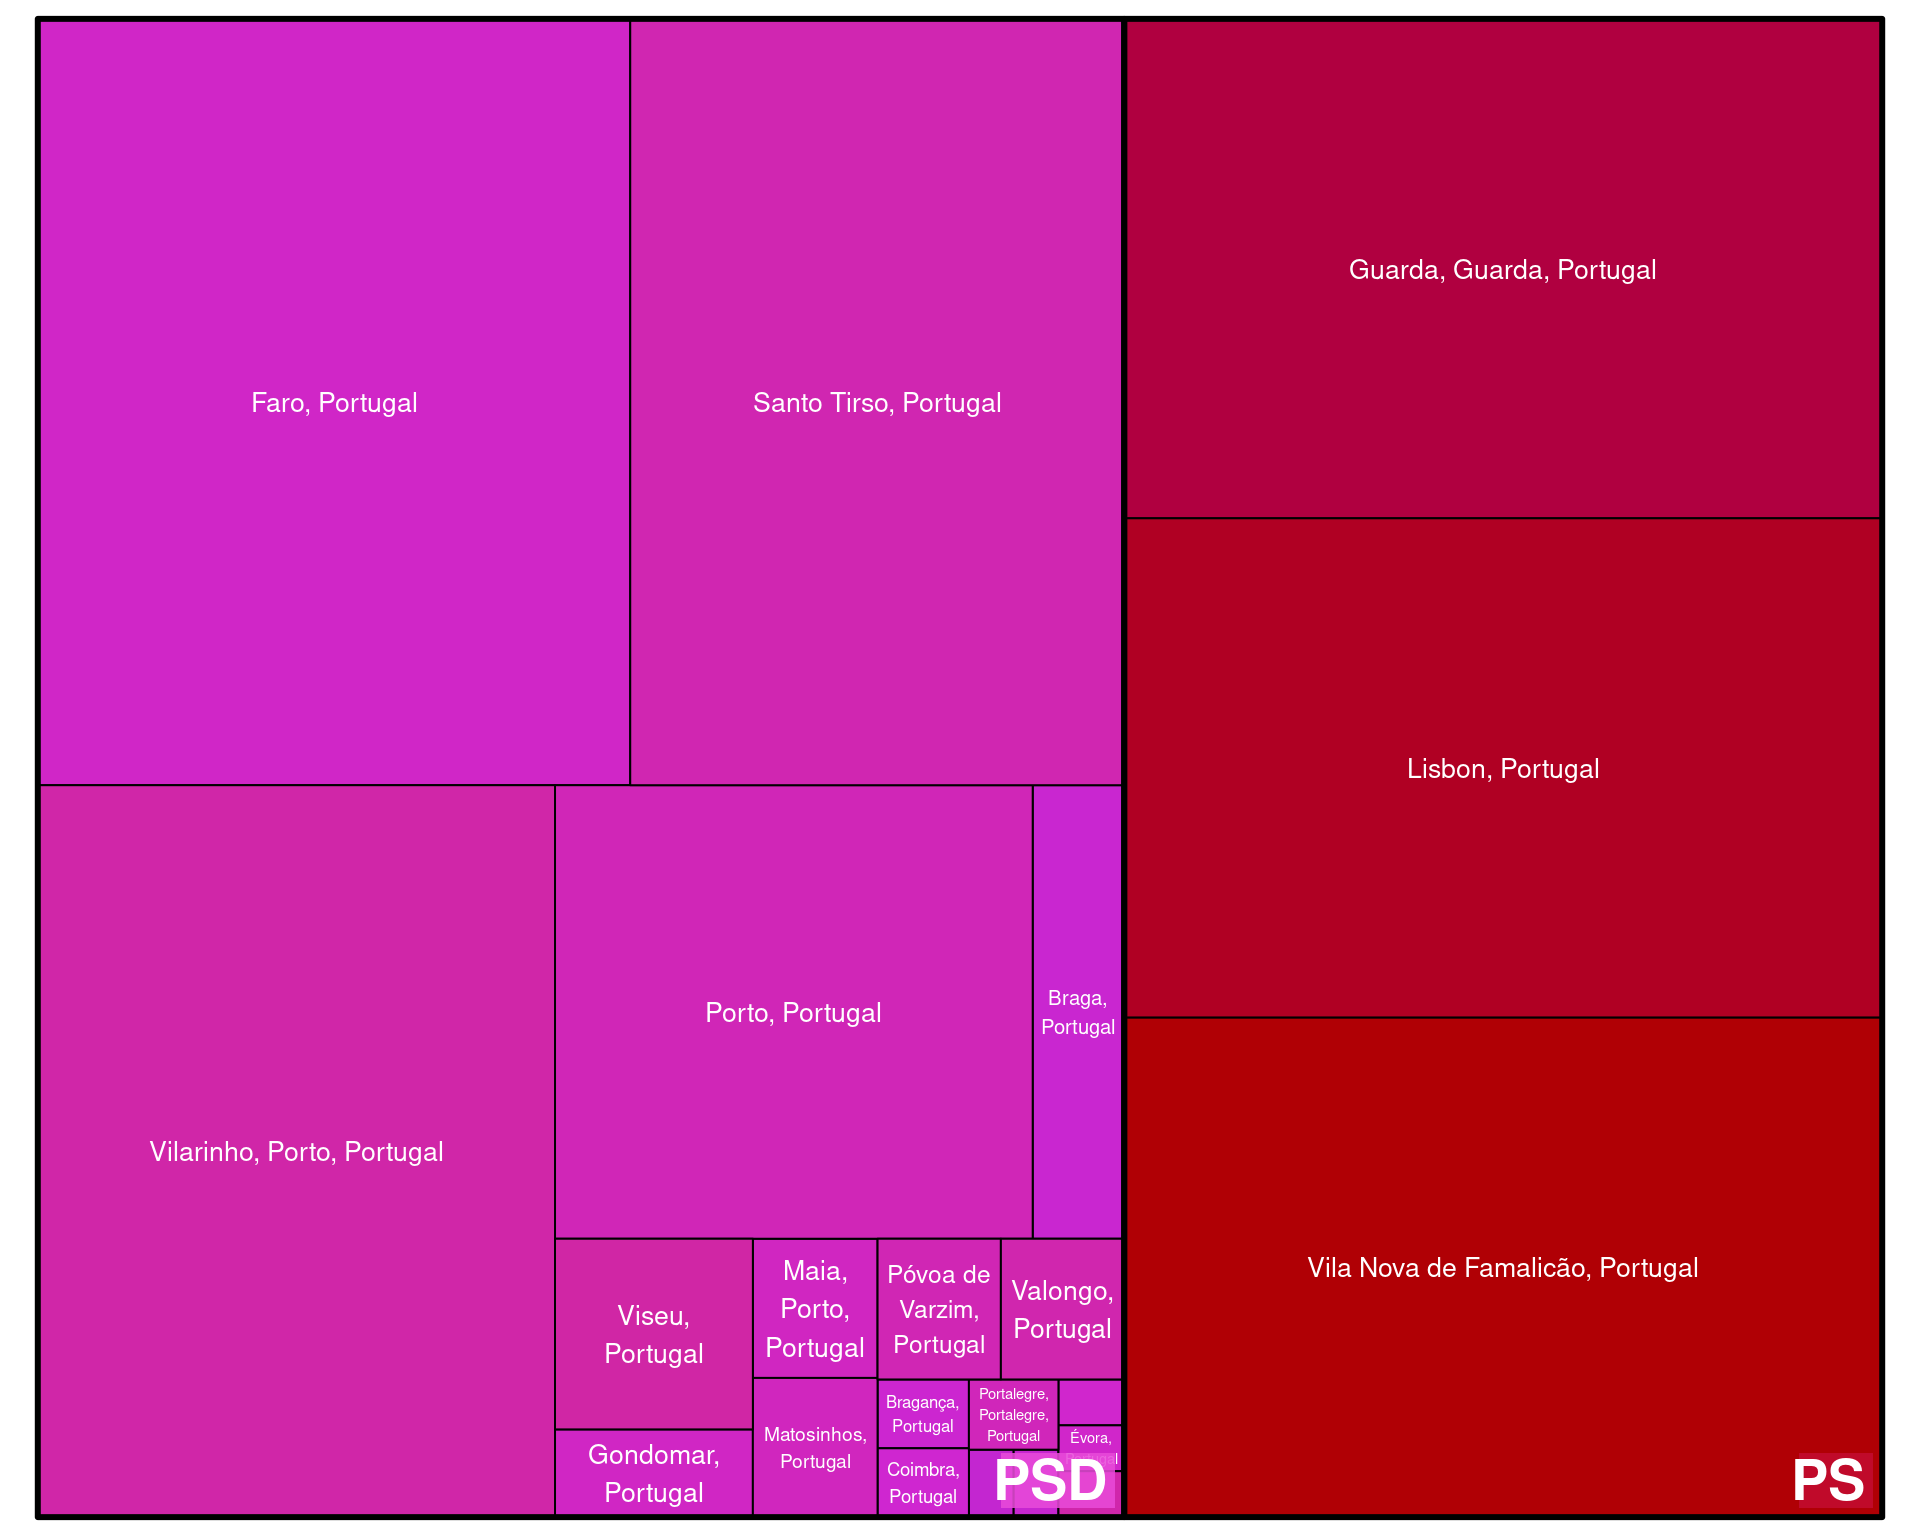 Faro, Portugal
Santo Tirso, Portugal
Guarda, Guarda, Portugal
Lisbon, Portugal
Vila Nova de Famalicão, Portugal
Vilarinho, Porto, Portugal
Porto, Portugal
Braga,
Portugal
Viseu,
Portugal
Gondomar,
Portugal
Maia,
Porto,
Portugal
Matosinhos,
Portugal
Póvoa de
Varzim,
Portugal
Valongo,
Portugal
Bragança,
Portugal
Coimbra,
Portugal
Portalegre,
Portalegre,
Portugal
Évora,
Portugal
PSD
PS